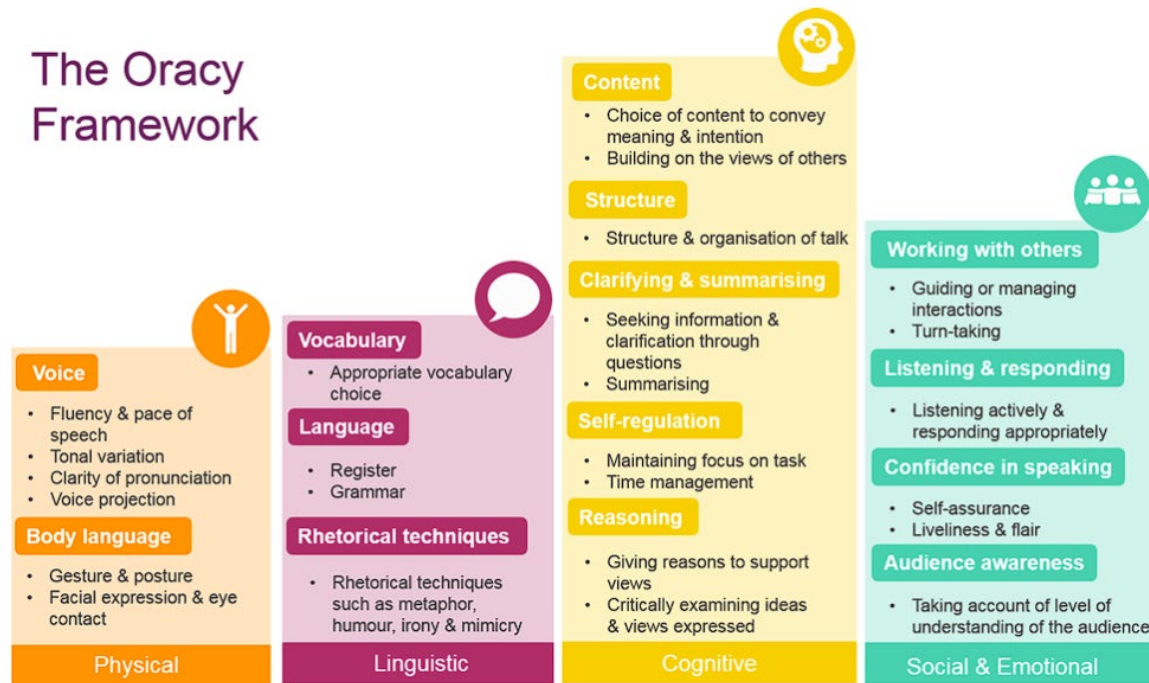 The Oracy
Framework
Voice
• Fluency & pace of
speech
• Tonal variation
• Clarity of pronunciation
• Voice projection
Body language
• Gesture & posture
• Facial expression & eye
contact
Physical
Vocabulary
• Appropriate vocabulary
choice
Language
• Register
• Grammar
Rhetorical techniques
• Rhetorical techniques
such as metaphor,
humour, irony & mimicry
Linguistic
Content
• Choice of content to convey
meaning & intention
• Building on the views of others
Structure
• Structure & organisation of talk
Clarifying & summarising
• Seeking information &
clarification through
questions
• Summarising
Self-regulation
• Maintaining focus on task
• Time management
Reasoning
• Giving reasons to support
views
• Critically examining ideas
& views expressed
Cognitive
Working with others
• Guiding or managing
interactions
• Turn-taking
Listening & responding
• Listening actively &
responding appropriately
Confidence in speaking
• Self-assurance
• Liveliness & flair
Audience awareness
• Taking account of level of
understanding of the audience
Social & Emotional